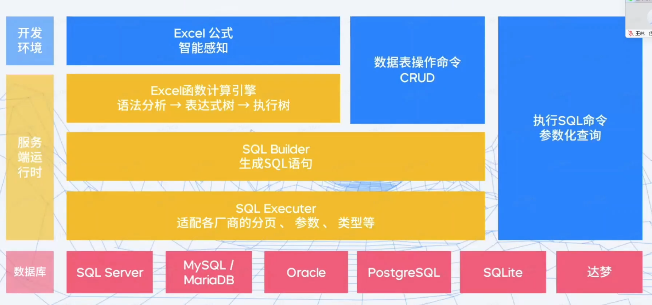 开发
环境
Excel 公式
智能感知
数据表操作命令
CRUD
执行SQL命令
参数化查询
服务
端运
行时
Excel函数计算引擎
语法分析 → 表达式树 → 执行树
SQL Builder
生成SQL语句
SQL Executer
适配各厂商的分页 、 参数 、 类型等
数据库
SQL Server
MySQL /
MariaDB
Oracle
PostgreSQL
SQLite
达梦